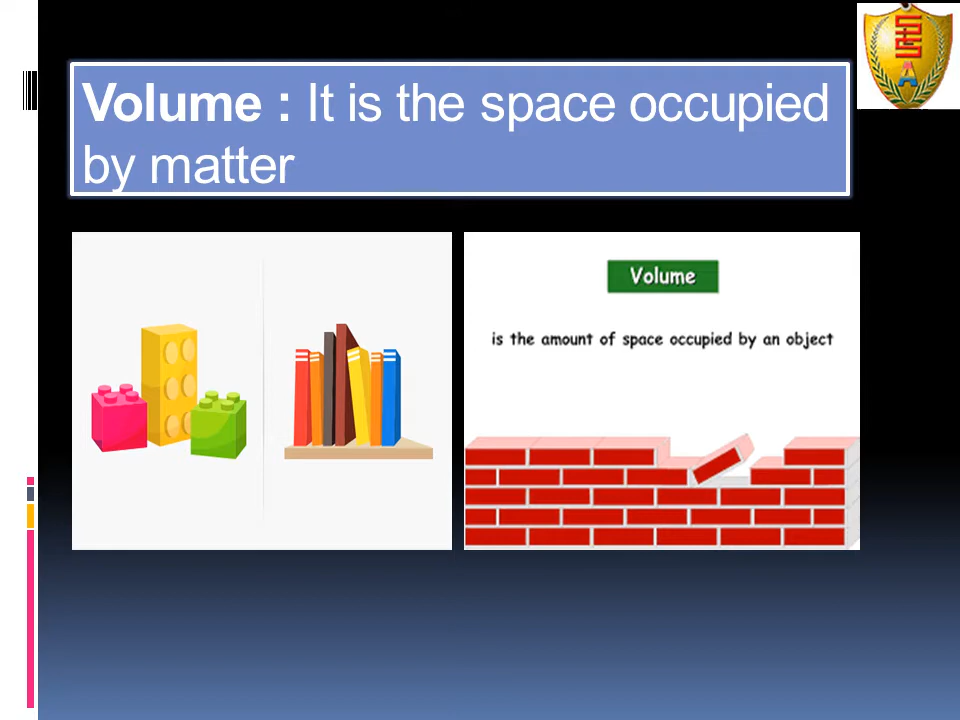 Volume : It is the space occupied
by matter
Volume
is the amount of space occupied by an object